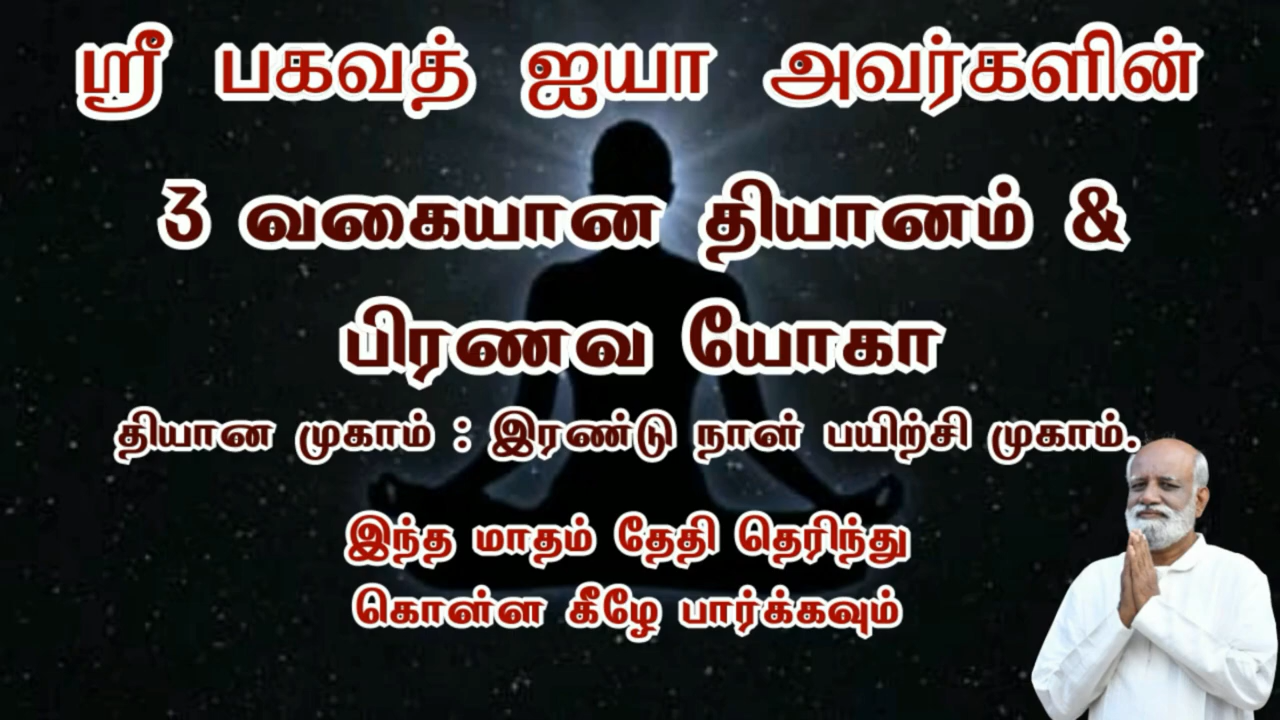 ஸ்ரீ பகவத் ஐயா அவர்களின்
3 வகையான தியானம் &
பிரணவ யோகா
தியான முகாம் : இரண்டு நாள் பயிற்சி முகாம்.
இந்த மாதம் தேதி தெரிந்து
கொள்ள கீழே பார்க்கவும்